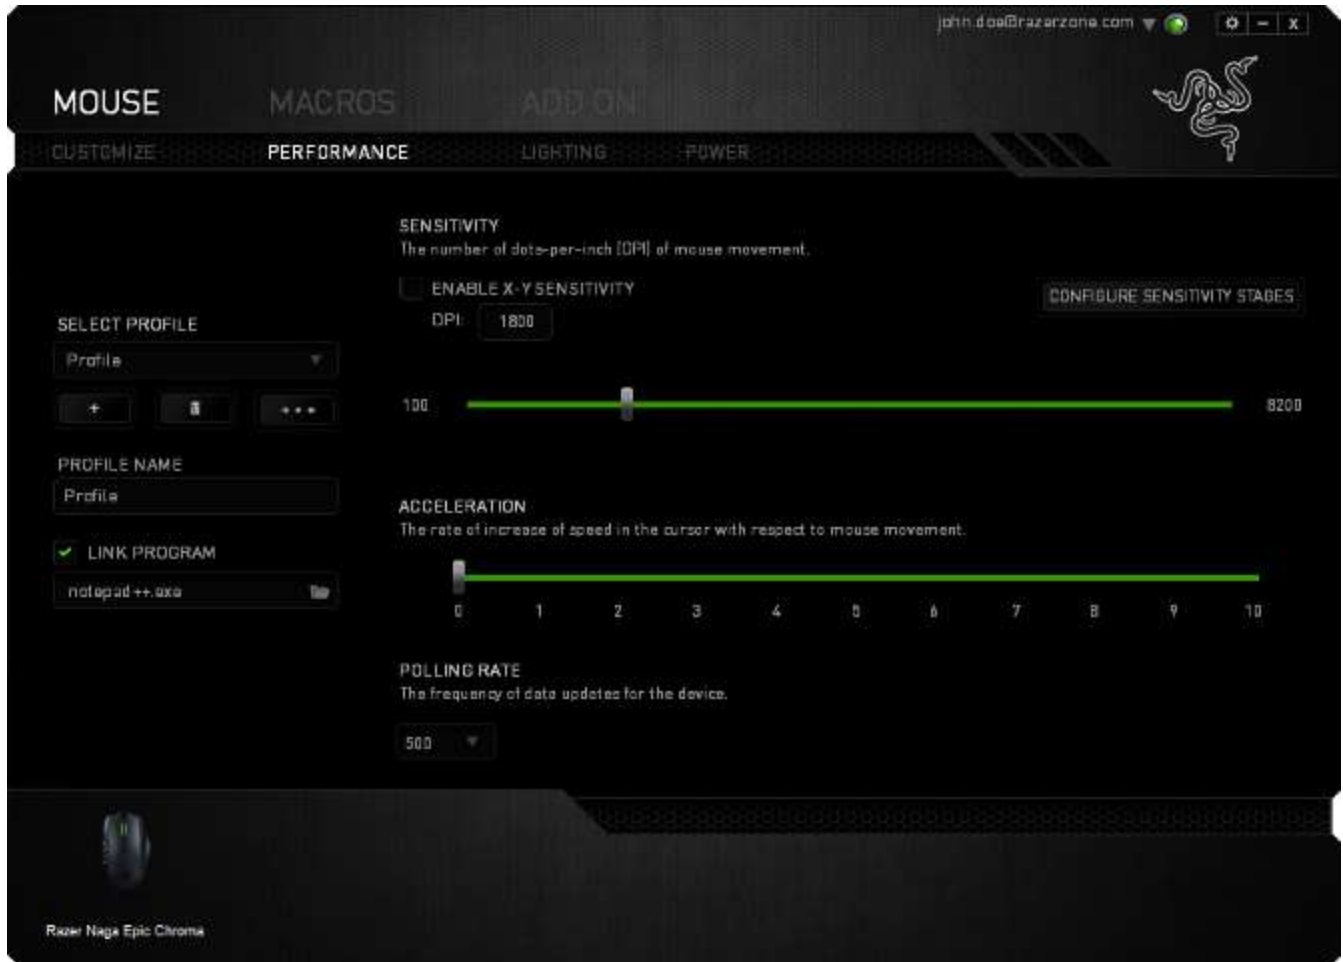 john.doe@razerzone.com
X
MOUSE MACROS ADD ON
CUSTOMIZE PERFORMANCE LIGHTING POWER
SENSITIVITY
The number of dots-per-inch (DPI) of mouse movement.
ENABLE X-Y SENSITIVITY
CONFIGURE SENSITIVITY STAGES
DPI: 1800
SELECT PROFILE
Profile
100 8200
PROFILE NAME
Profile
ACCELERATION
The rate of increase of speed in the cursor with respect to mouse movement.
LINK PROGRAM
notepad++.exe
0 1 2 3 4 5 6 7 8 9 10
POLLING RATE
The frequency of data updates for the device.
500
Razer Naga Epic Chroma